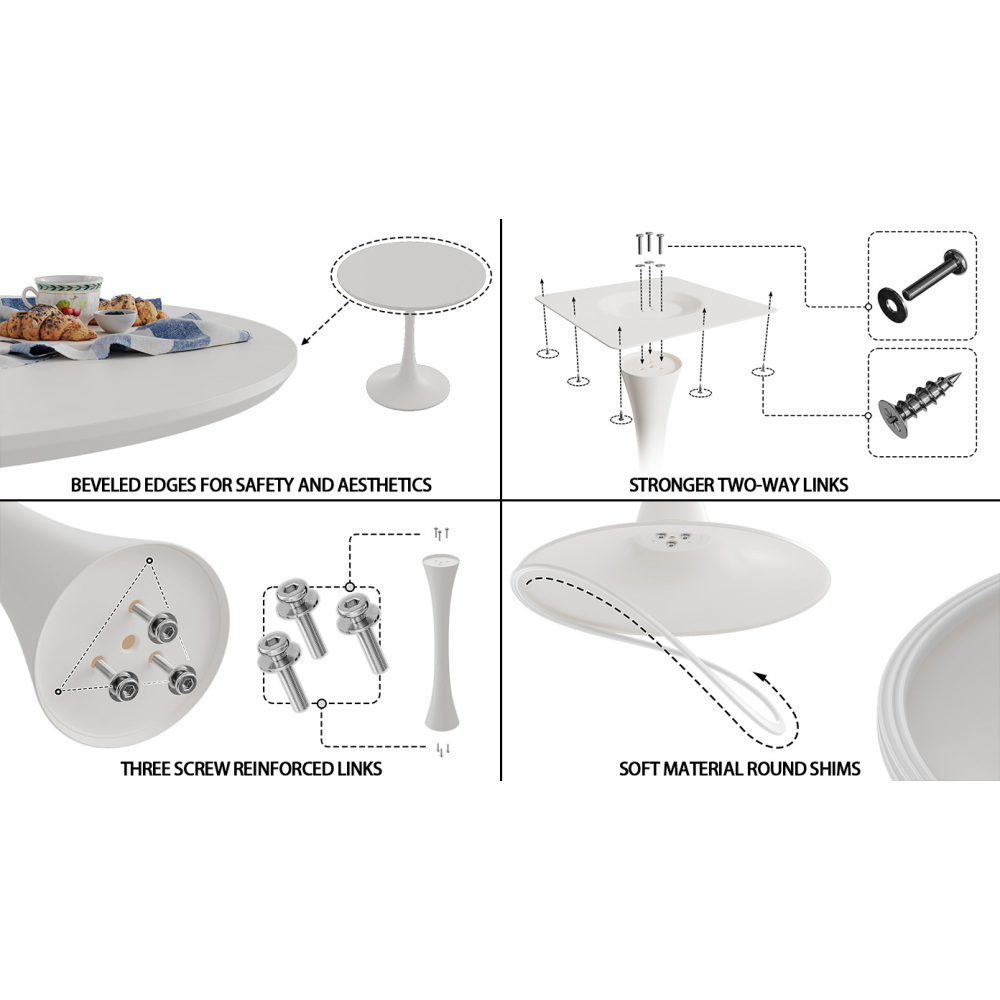 BEVELED EDGES FOR SAFETY AND AESTHETICS
STRONGER TWO-WAY LINKS
THREE SCREW REINFORCED LINKS
SOFT MATERIAL ROUND SHIMS